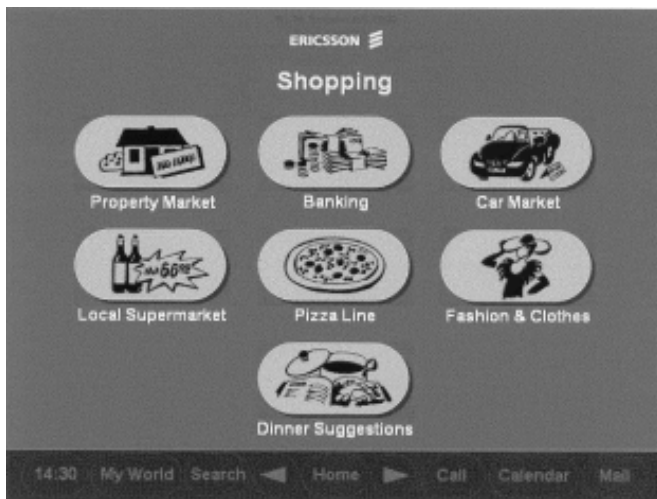 ERICSSON
Shopping
Property Market
Banking
Car Market
Local Supermarket
Pizza Line
Fashion & Clothes
Dinner Suggestions
14:30 My World Search Home Call Calendar Mail